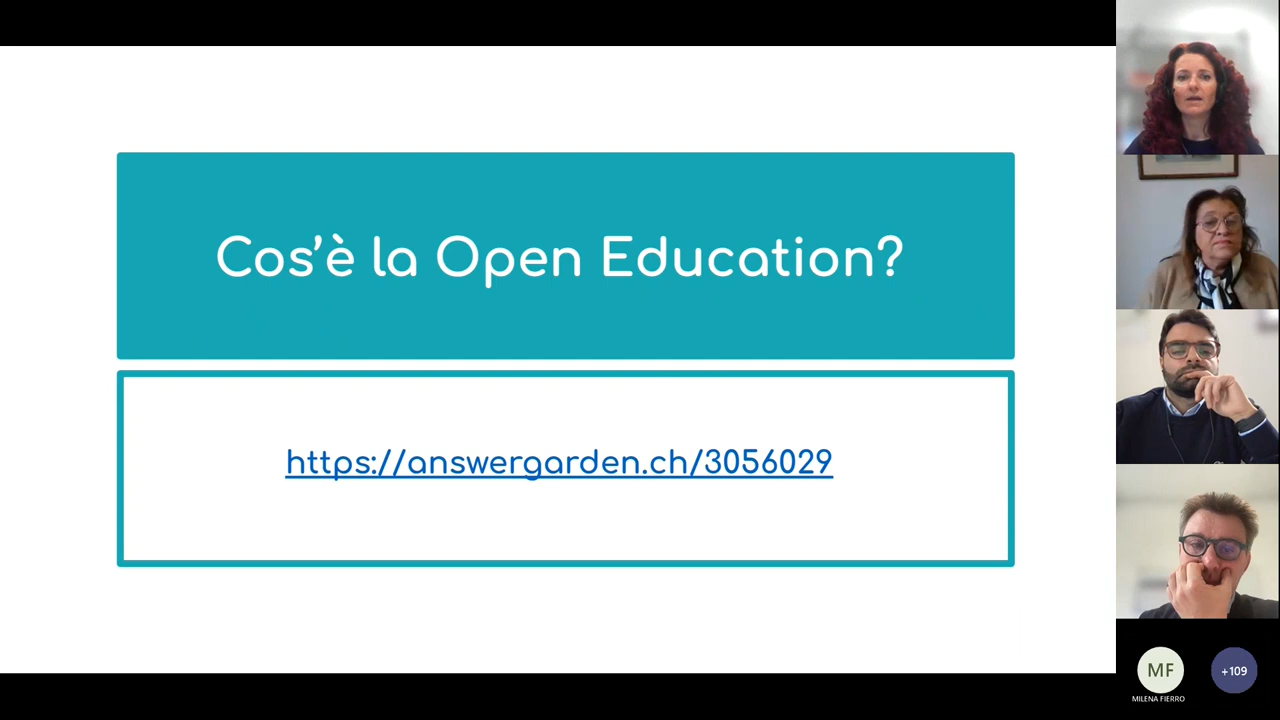 Cos’è la Open Education?
https://answergarden.ch/3056029
MF
+109
MILENA FIERRO